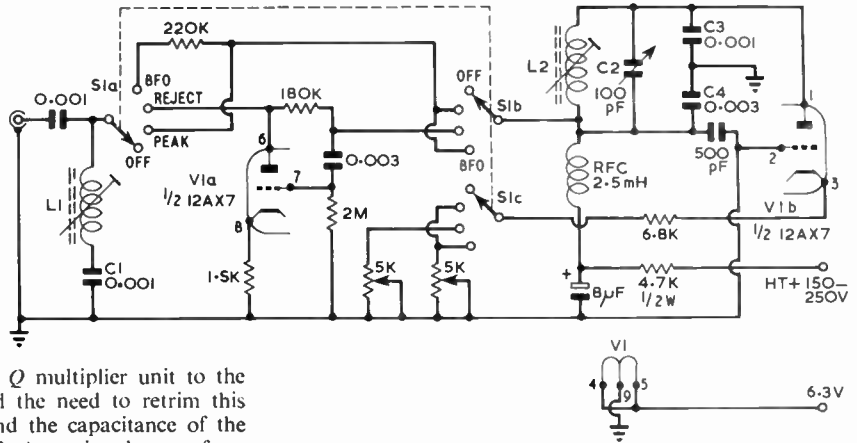 220K
BFO
S1a
REJECT
180K
0.001
PEAK
OFF
6
7
0.003
V1a
1/2 12AX7
8
2M
L1
C1
0.001
1.5K
5K
5K
OFF
S1b
BFO
S1c
L2
C2
100
pF
C3
0.001
C4
0.003
500
pF
1
2
3
RFC
2.5mH
V1b
1/2 12AX7
6.8K
+
8µF
4.7K
1/2W
HT+150–
250V
V1
4
9
5
6.3V
Q multiplier unit to the
the need to retrim this
nd the capacitance of the